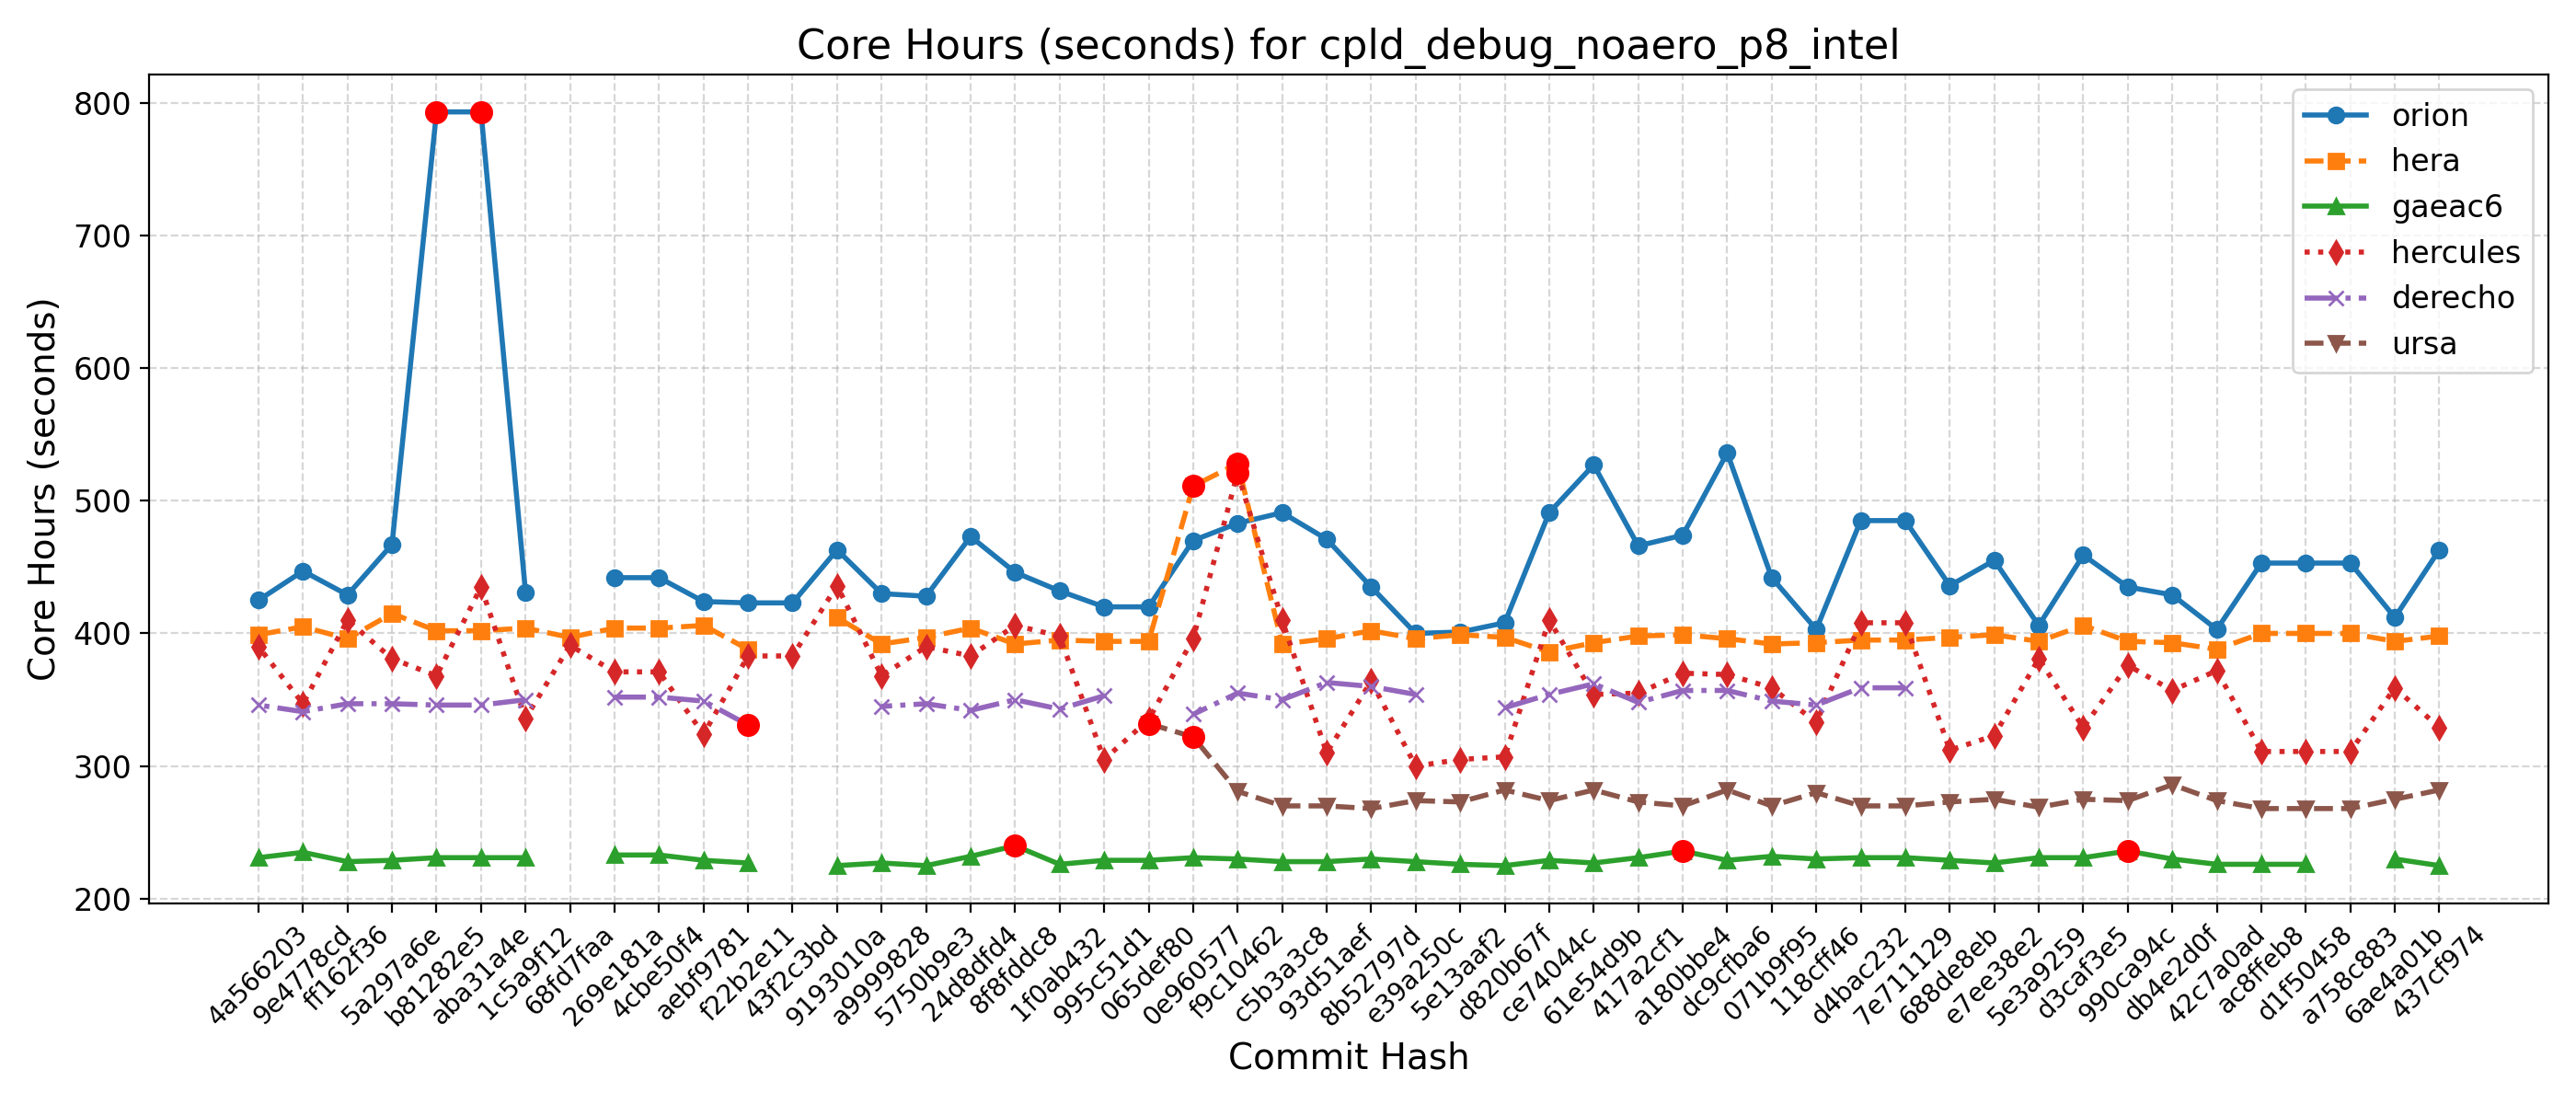 Core Hours (seconds) for cpld_debug_noaero_p8_intel
Core Hours (seconds)
800
700
600
500
400
300
200
orion
hera
gaeac6
hercules
derecho
ursa
4a566203
9e4778cd
ff162f36
5a297a6e
b81282e5
aba31a4e
1c5a9f12
68fd7faa
269e181a
4cbe50f4
aebf9781
f22b2e11
43f2c3bd
9193010a
a9999828
5750b9e3
24d8dfd4
8f8fddc8
1f0ab432
995c51d1
065def80
0e960577
f9c10462
c5b3a3c8
93d51aef
8b52797d
e39a250c
5e13aaf2
d820b67f
ce74044c
61e54d9b
417a2cf1
a180bbe4
dc9cfba6
071b9f95
118cff46
d4bac232
7e711129
688de8eb
e7ee38e2
5e3a9259
d3caf3e5
990ca94c
db4e2d0f
42c7a0ad
ac8ffeb8
d1f50458
a758c883
6ae4a01b
437cf974
Commit Hash